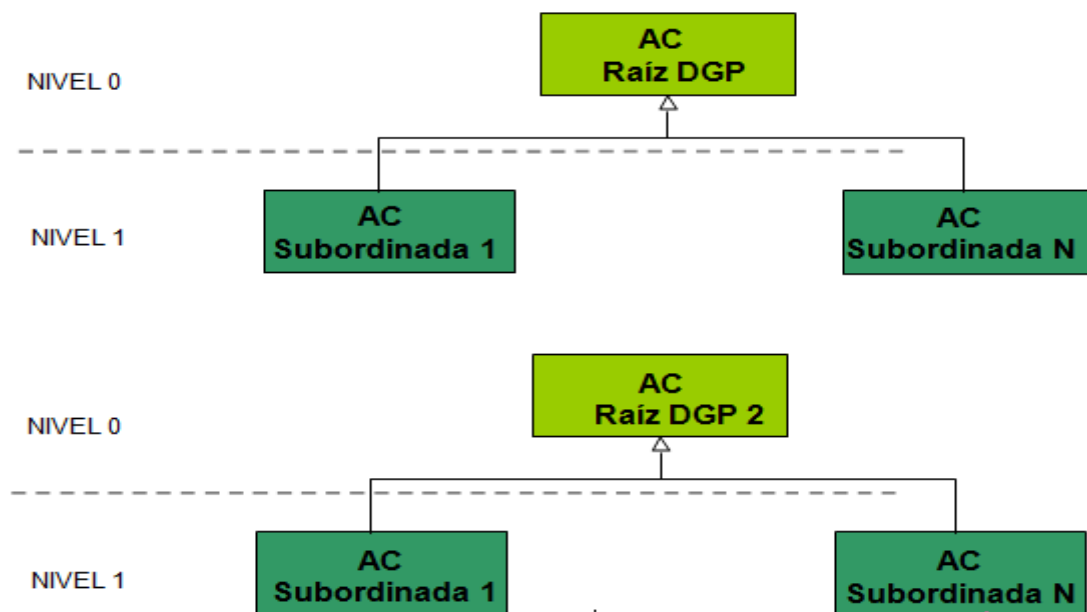 AC
Raíz DGP
NIVEL 0
AC
Subordinada 1
AC
Subordinada N
NIVEL 1
AC
Raíz DGP 2
NIVEL 0
AC
Subordinada 1
AC
Subordinada N
NIVEL 1